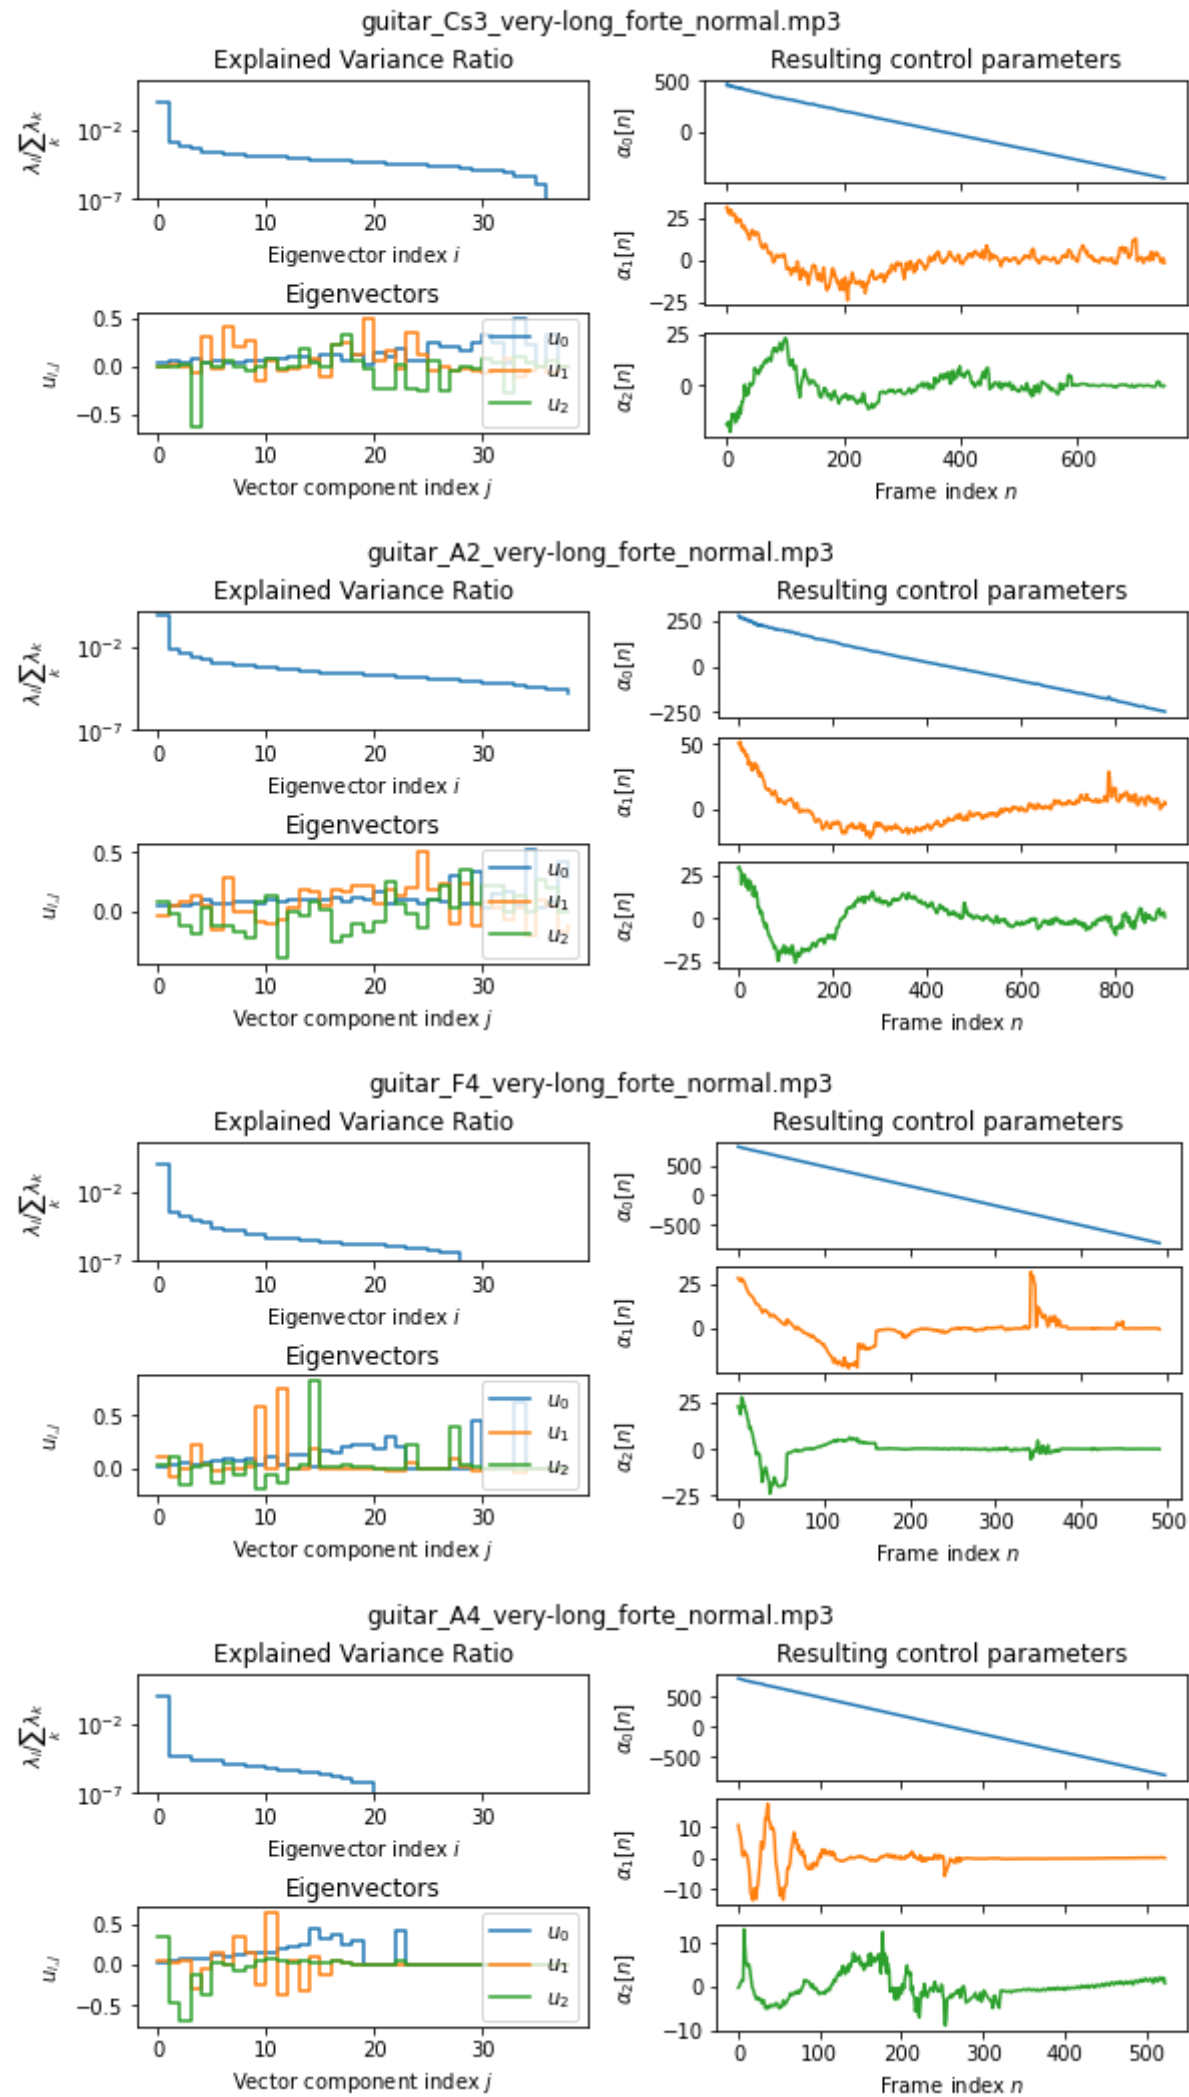 guitar_Cs3_very-long_forte_normal.mp3
Explained Variance Ratio
λᵢ/∑ₖ λₖ
10⁻²
10⁻⁷
0 10 20 30
Eigenvector index i
Eigenvectors
uᵢ,ⱼ
0.5
0.0
−0.5
u₀
u₁
u₂
0 10 20 30
Vector component index j
Resulting control parameters
α₀[n]
500
0
α₁[n]
25
0
−25
α₂[n]
25
0
0 200 400 600
Frame index n
guitar_A2_very-long_forte_normal.mp3
Explained Variance Ratio
λᵢ/∑ₖ λₖ
10⁻²
10⁻⁷
0 10 20 30
Eigenvector index i
Eigenvectors
uᵢ,ⱼ
0.5
0.0
u₀
u₁
u₂
0 10 20 30
Vector component index j
Resulting control parameters
α₀[n]
250
0
−250
α₁[n]
50
0
α₂[n]
25
0
−25
0 200 400 600 800
Frame index n
guitar_F4_very-long_forte_normal.mp3
Explained Variance Ratio
λᵢ/∑ₖ λₖ
10⁻²
10⁻⁷
0 10 20 30
Eigenvector index i
Eigenvectors
uᵢ,ⱼ
0.5
0.0
u₀
u₁
u₂
0 10 20 30
Vector component index j
Resulting control parameters
α₀[n]
500
0
−500
α₁[n]
25
0
α₂[n]
25
0
−25
0 100 200 300 400 500
Frame index n
guitar_A4_very-long_forte_normal.mp3
Explained Variance Ratio
λᵢ/∑ₖ λₖ
10⁻²
10⁻⁷
0 10 20 30
Eigenvector index i
Eigenvectors
uᵢ,ⱼ
0.5
0.0
−0.5
u₀
u₁
u₂
0 10 20 30
Vector component index j
Resulting control parameters
α₀[n]
500
0
−500
α₁[n]
10
0
−10
α₂[n]
10
0
−10
0 100 200 300 400 500
Frame index n